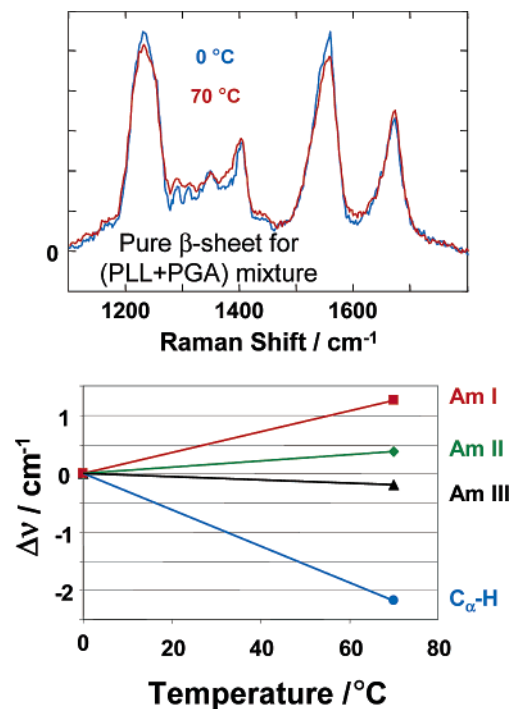 0 °C
70 °C
0
Pure β-sheet for
(PLL+PGA) mixture
1200
1400
1600
Raman Shift / cm⁻¹
Δν / cm⁻¹
1
0
-1
-2
Am I
Am II
Am III
Cα-H
0
20
40
60
80
Temperature /°C